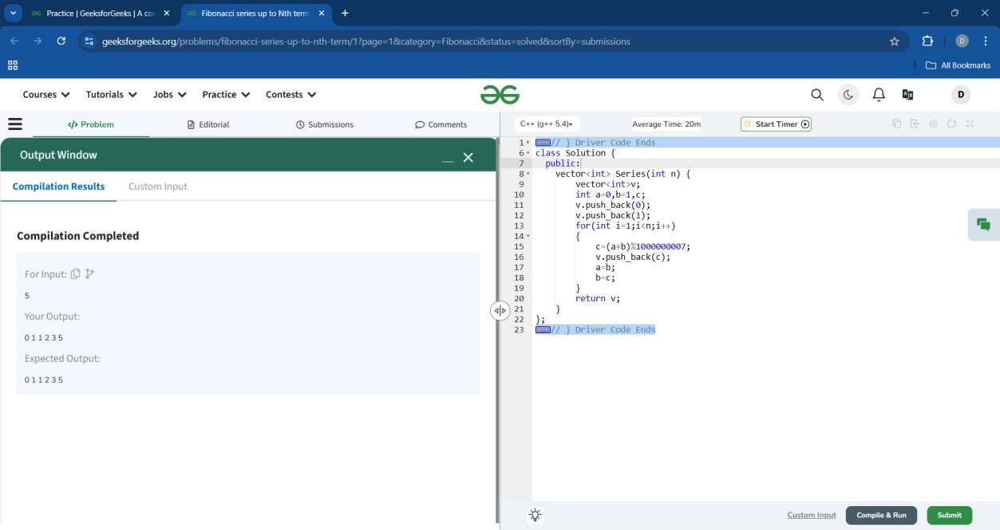 Practice | GeeksforGeeks | A cor
Fibonacci series up to Nth term
geeksforgeeks.org/problems/fibonacci-series-up-to-nth-term/1?page=1&category=Fibonacci&status=solved&sortBy=submissions
D
All Bookmarks
Courses
Tutorials
Jobs
Practice
Contests
D
</> Problem
Editorial
Submissions
Comments
C++ (g++ 5.4)
Average Time: 20m
Start Timer
Output Window
Compilation Results
Custom Input
Compilation Completed
For Input:
5
Your Output:
0 1 1 2 3 5
Expected Output:
0 1 1 2 3 5
1 // } Driver Code Ends
6 class Solution {
7 public:
8 vector<int> Series(int n) {
9 vector<int>v;
10 int a=0,b=1,c;
11 v.push_back(0);
12 v.push_back(1);
13 for(int i=1;i<n;i++)
14 {
15 c=(a+b)%1000000007;
16 v.push_back(c);
17 a=b;
18 b=c;
19 }
20 return v;
21 }
22 };
23 // } Driver Code Ends
Custom Input
Compile & Run
Submit